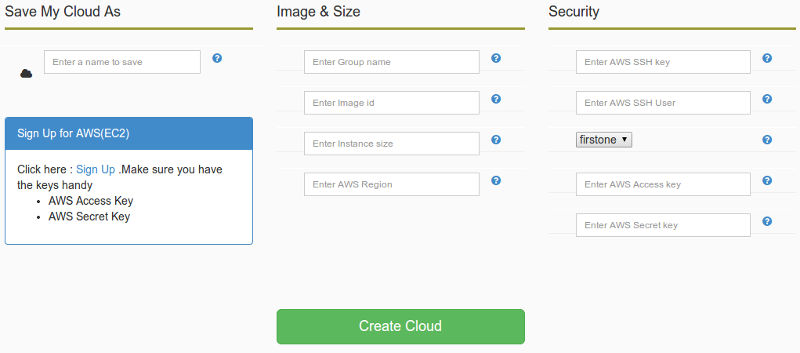 Save My Cloud As
Enter a name to save
Sign Up for AWS(EC2)
Click here : Sign Up .Make sure you have
the keys handy
AWS Access Key
AWS Secret Key
Image & Size
Enter Group name
Enter Image id
Enter Instance size
Enter AWS Region
Create Cloud
Security
Enter AWS SSH key
Enter AWS SSH User
firstone
Enter AWS Access key
Enter AWS Secret key